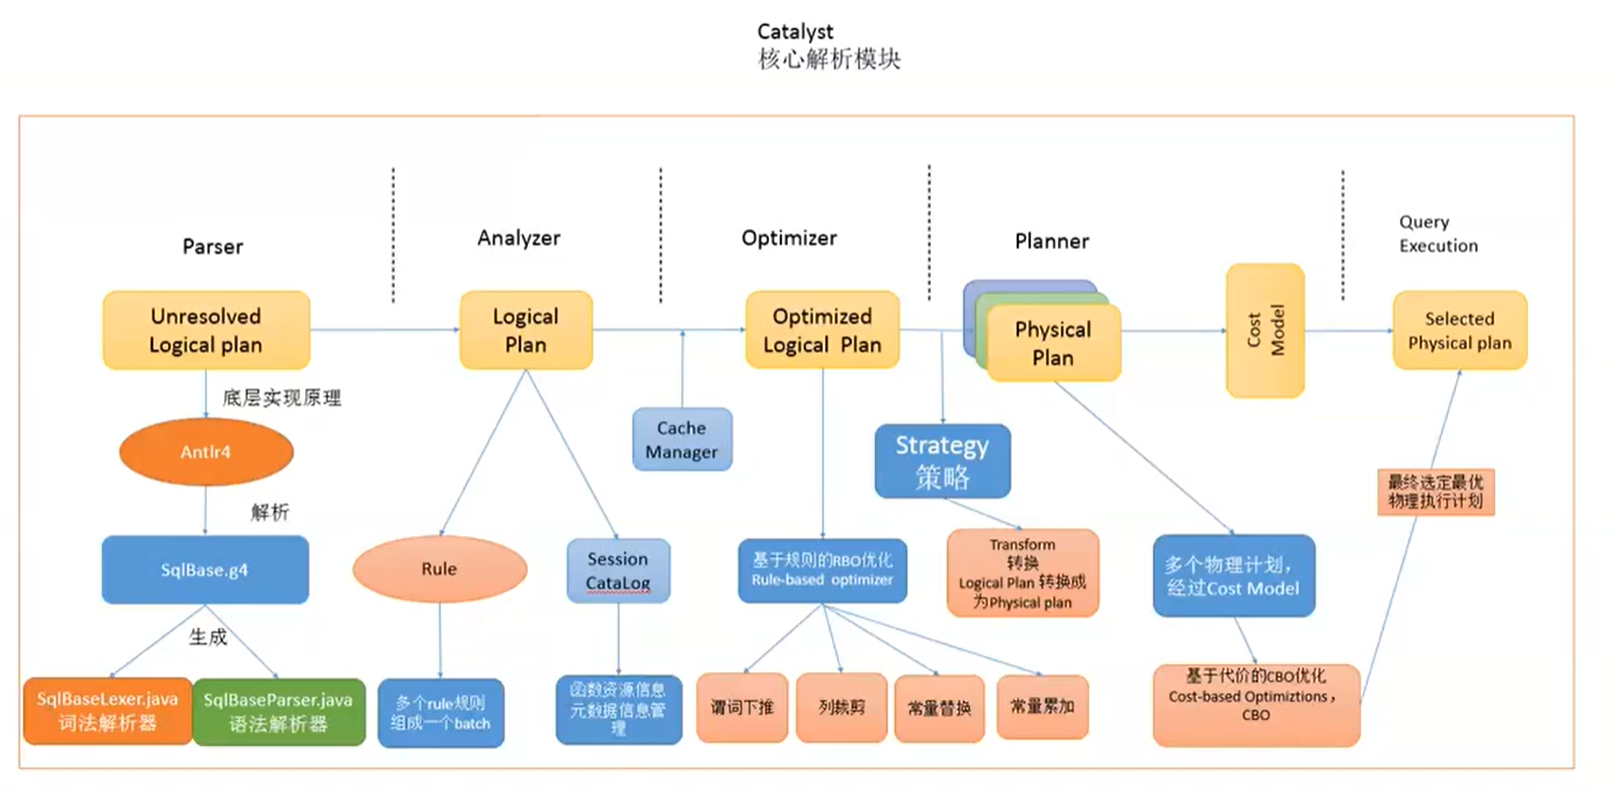 Catalyst
核心解析模块
Parser
Analyzer
Optimizer
Planner
Query
Execution
Unresolved
Logical plan
Logical
Plan
Optimized
Logical Plan
Physical
Plan
Cost
Model
Selected
Physical plan
底层实现原理
Antlr4
解析
SqlBase.g4
生成
SqlBaseLexer.java
词法解析器
SqlBaseParser.java
语法解析器
Rule
多个rule规则
组成一个batch
Session
CataLog
函数资源信息
元数据信息管
理
Cache
Manager
基于规则的RBO优化
Rule-based optimizer
谓词下推
列裁剪
常量替换
常量累加
Strategy
策略
Transform
转换
Logical Plan 转换成
为Physical plan
多个物理计划，
经过Cost Model
基于代价的CBO优化
Cost-based Optimiztions，
CBO
最终选定最优
物理执行计划